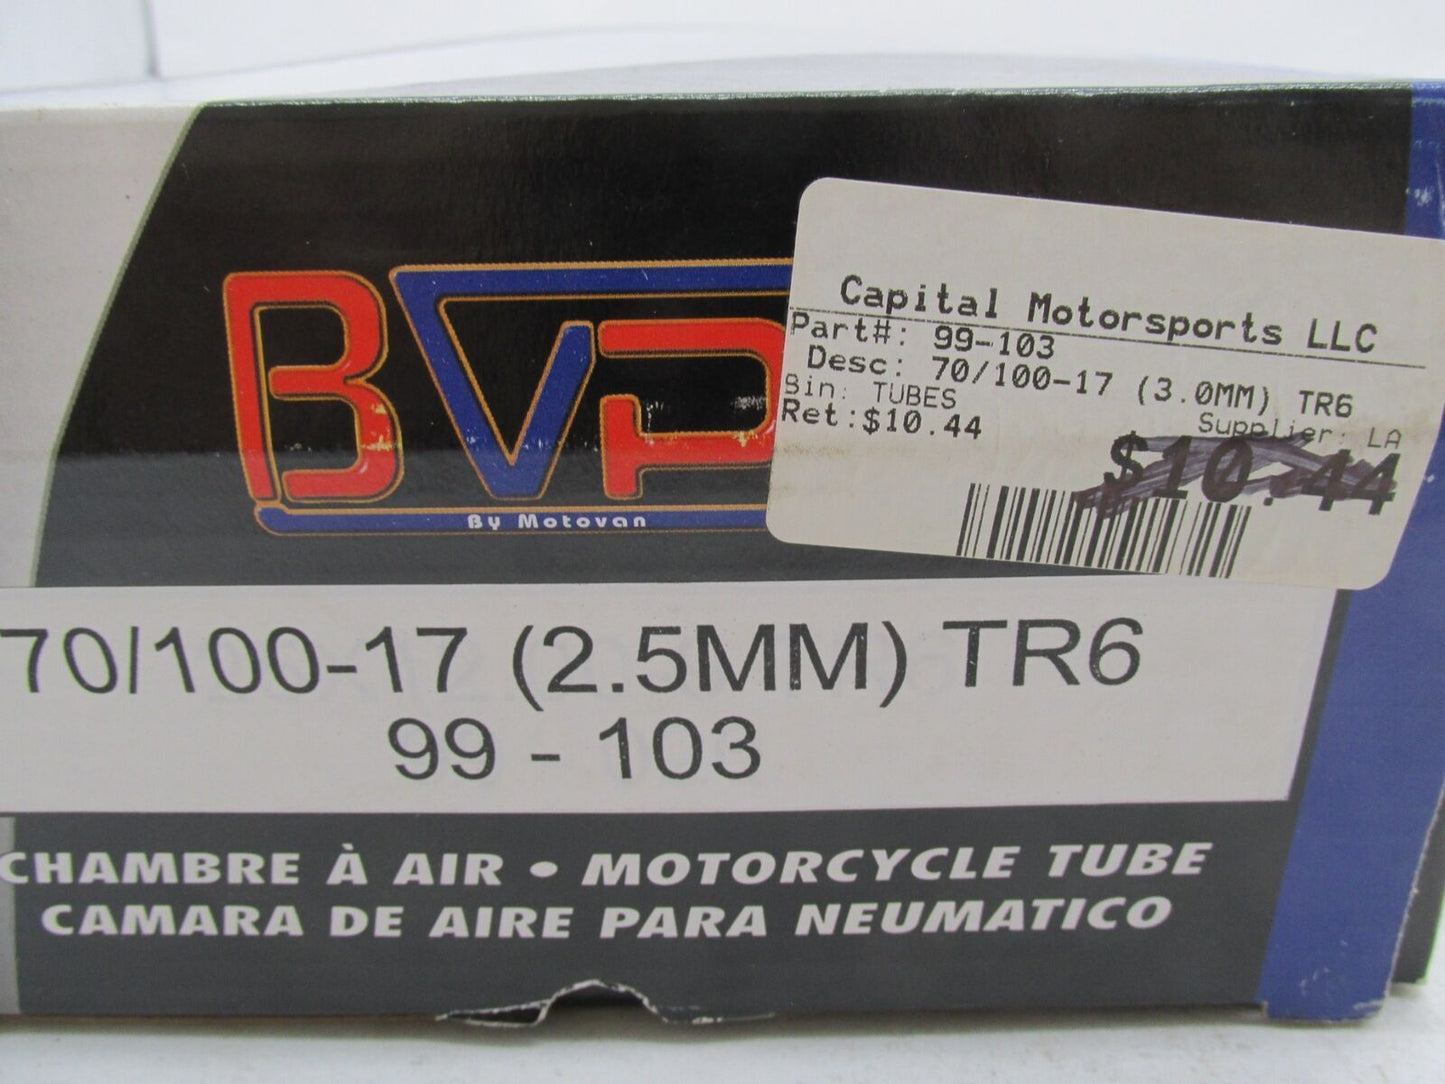 BVP
By Motovan
Capital Motorsports LLC
Part#: 99-103
Desc: 70/100-17 (3.0MM) TR6
Bin: TUBES
Supplier: LA
Ret:$10.44
$10.44
70/100-17 (2.5MM) TR6
99 - 103
CHAMBRE À AIR • MOTORCYCLE TUBE
CAMARA DE AIRE PARA NEUMATICO